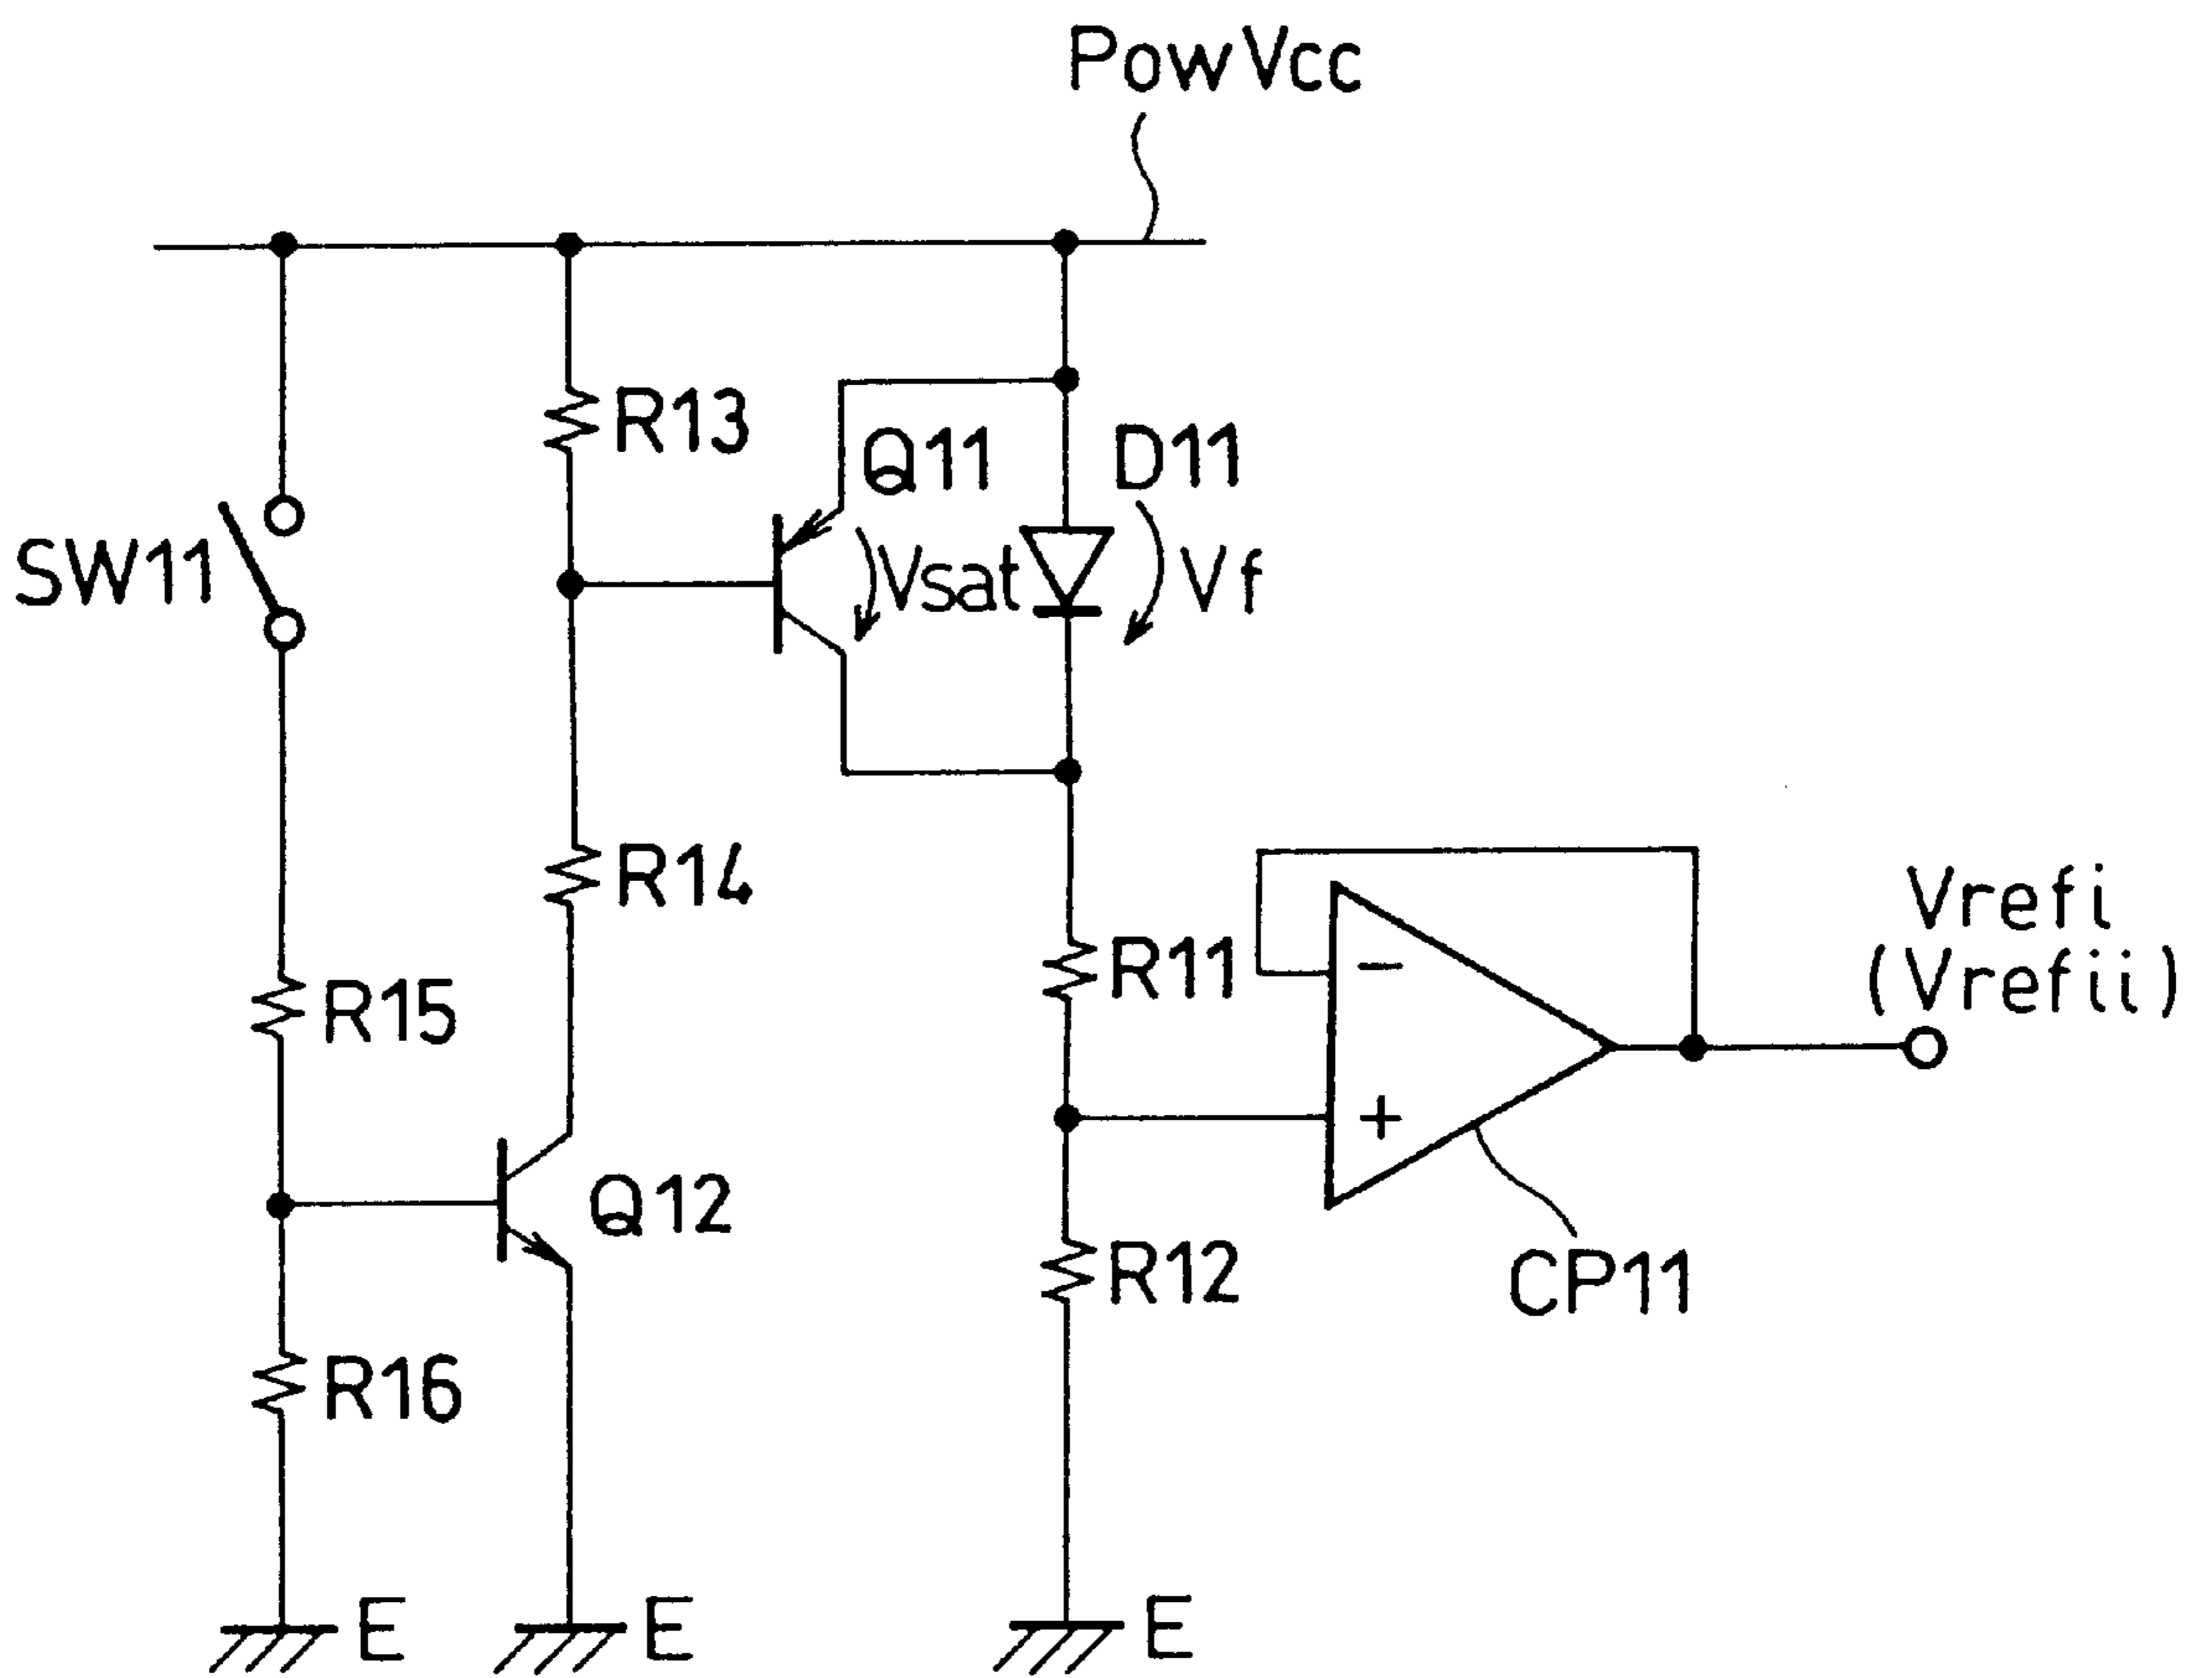 PowVcc
R13
Q11
D11
SW11
Vsat
Vf
R14
Vrefi
(Vrefii)
R11
R15
−
+
Q12
R12
CP11
R16
E
E
E